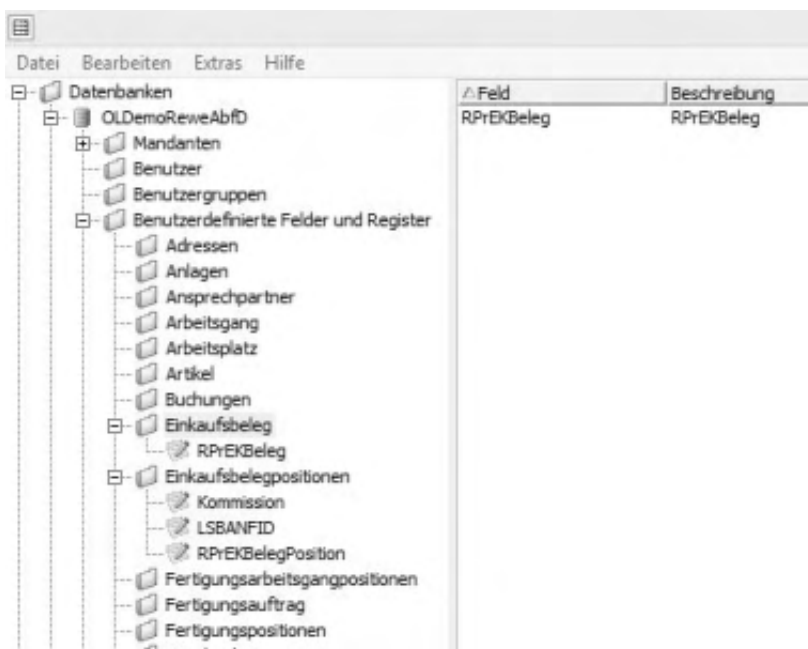 Datei Bearbeiten Extras Hilfe
Datenbanken
OLDemoReweAbfD
Mandanten
Benutzer
Benutzergruppen
Benutzerdefinierte Felder und Register
Adressen
Anlagen
Ansprechpartner
Arbeitsgang
Arbeitsplatz
Artikel
Buchungen
Einkaufsbeleg
RPrEKBeleg
Einkaufsbelegpositionen
Kommission
LSBANFID
RPrEKBelegPosition
Fertigungsarbeitsgangpositionen
Fertigungsauftrag
Fertigungspositionen
Feld Beschreibung
RPrEKBeleg RPrEKBeleg